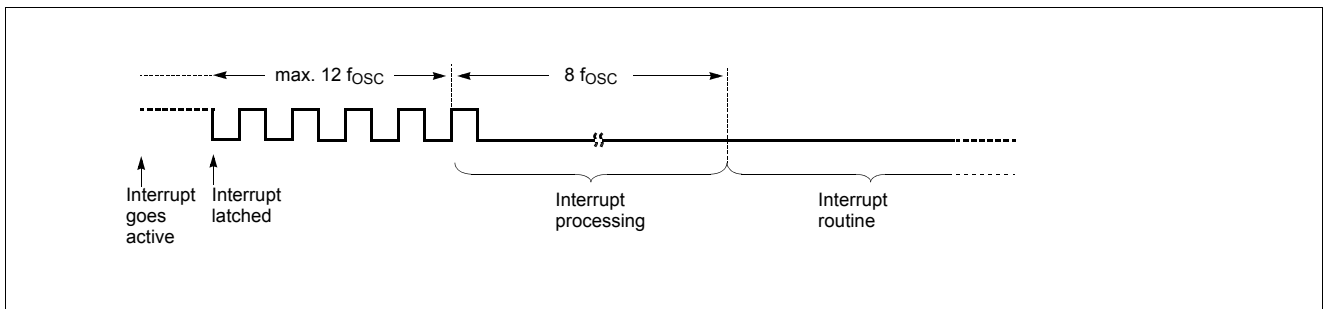 max. 12 fOSC
8 fOSC
Interrupt
goes
active
Interrupt
latched
Interrupt
processing
Interrupt
routine